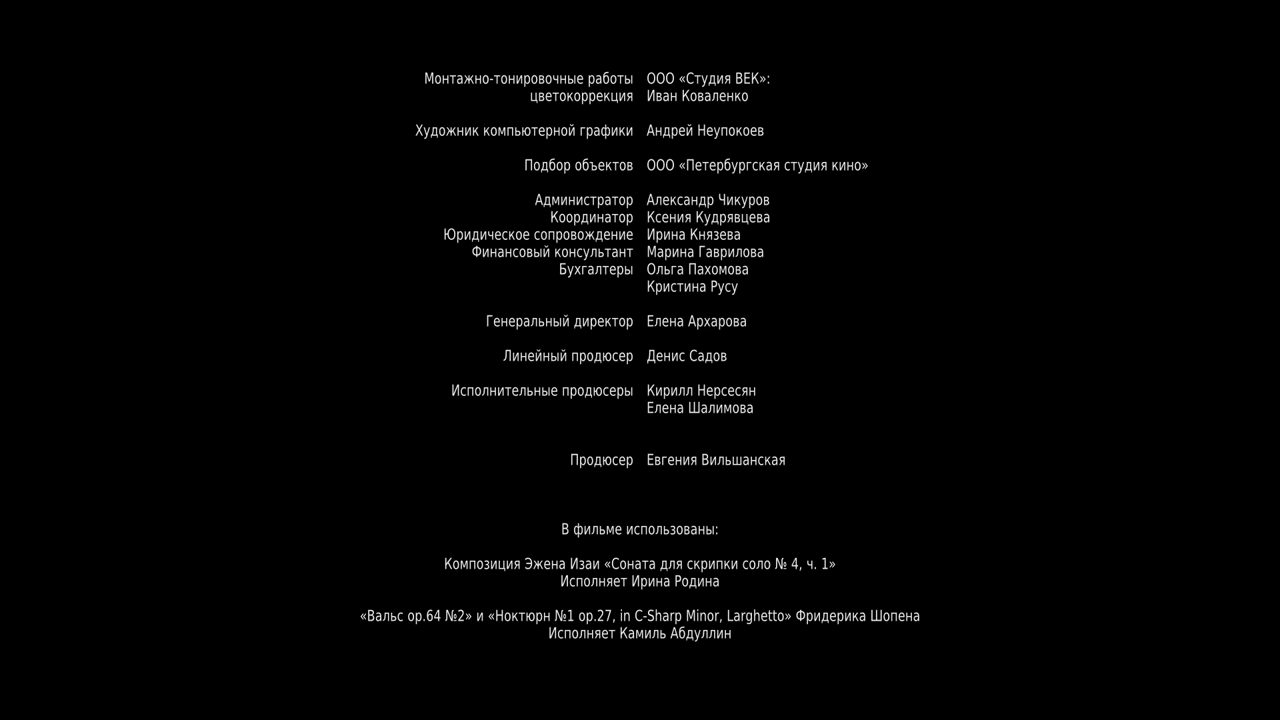 Монтажно-тонировочные работы ООО «Студия ВЕК»:
цветокоррекция Иван Коваленко
Художник компьютерной графики Андрей Неупокоев
Подбор объектов ООО «Петербургская студия кино»
Администратор Александр Чикуров
Координатор Ксения Кудрявцева
Юридическое сопровождение Ирина Князева
Финансовый консультант Марина Гаврилова
Бухгалтеры Ольга Пахомова
Кристина Русу
Генеральный директор Елена Архарова
Линейный продюсер Денис Садов
Исполнительные продюсеры Кирилл Нерсесян
Елена Шалимова
Продюсер Евгения Вильшанская
В фильме использованы:
Композиция Эжена Изаи «Соната для скрипки соло № 4, ч. 1»
Исполняет Ирина Родина
«Вальс op.64 №2» и «Ноктюрн №1 op.27, in C-Sharp Minor, Larghetto» Фридерика Шопена
Исполняет Камиль Абдуллин